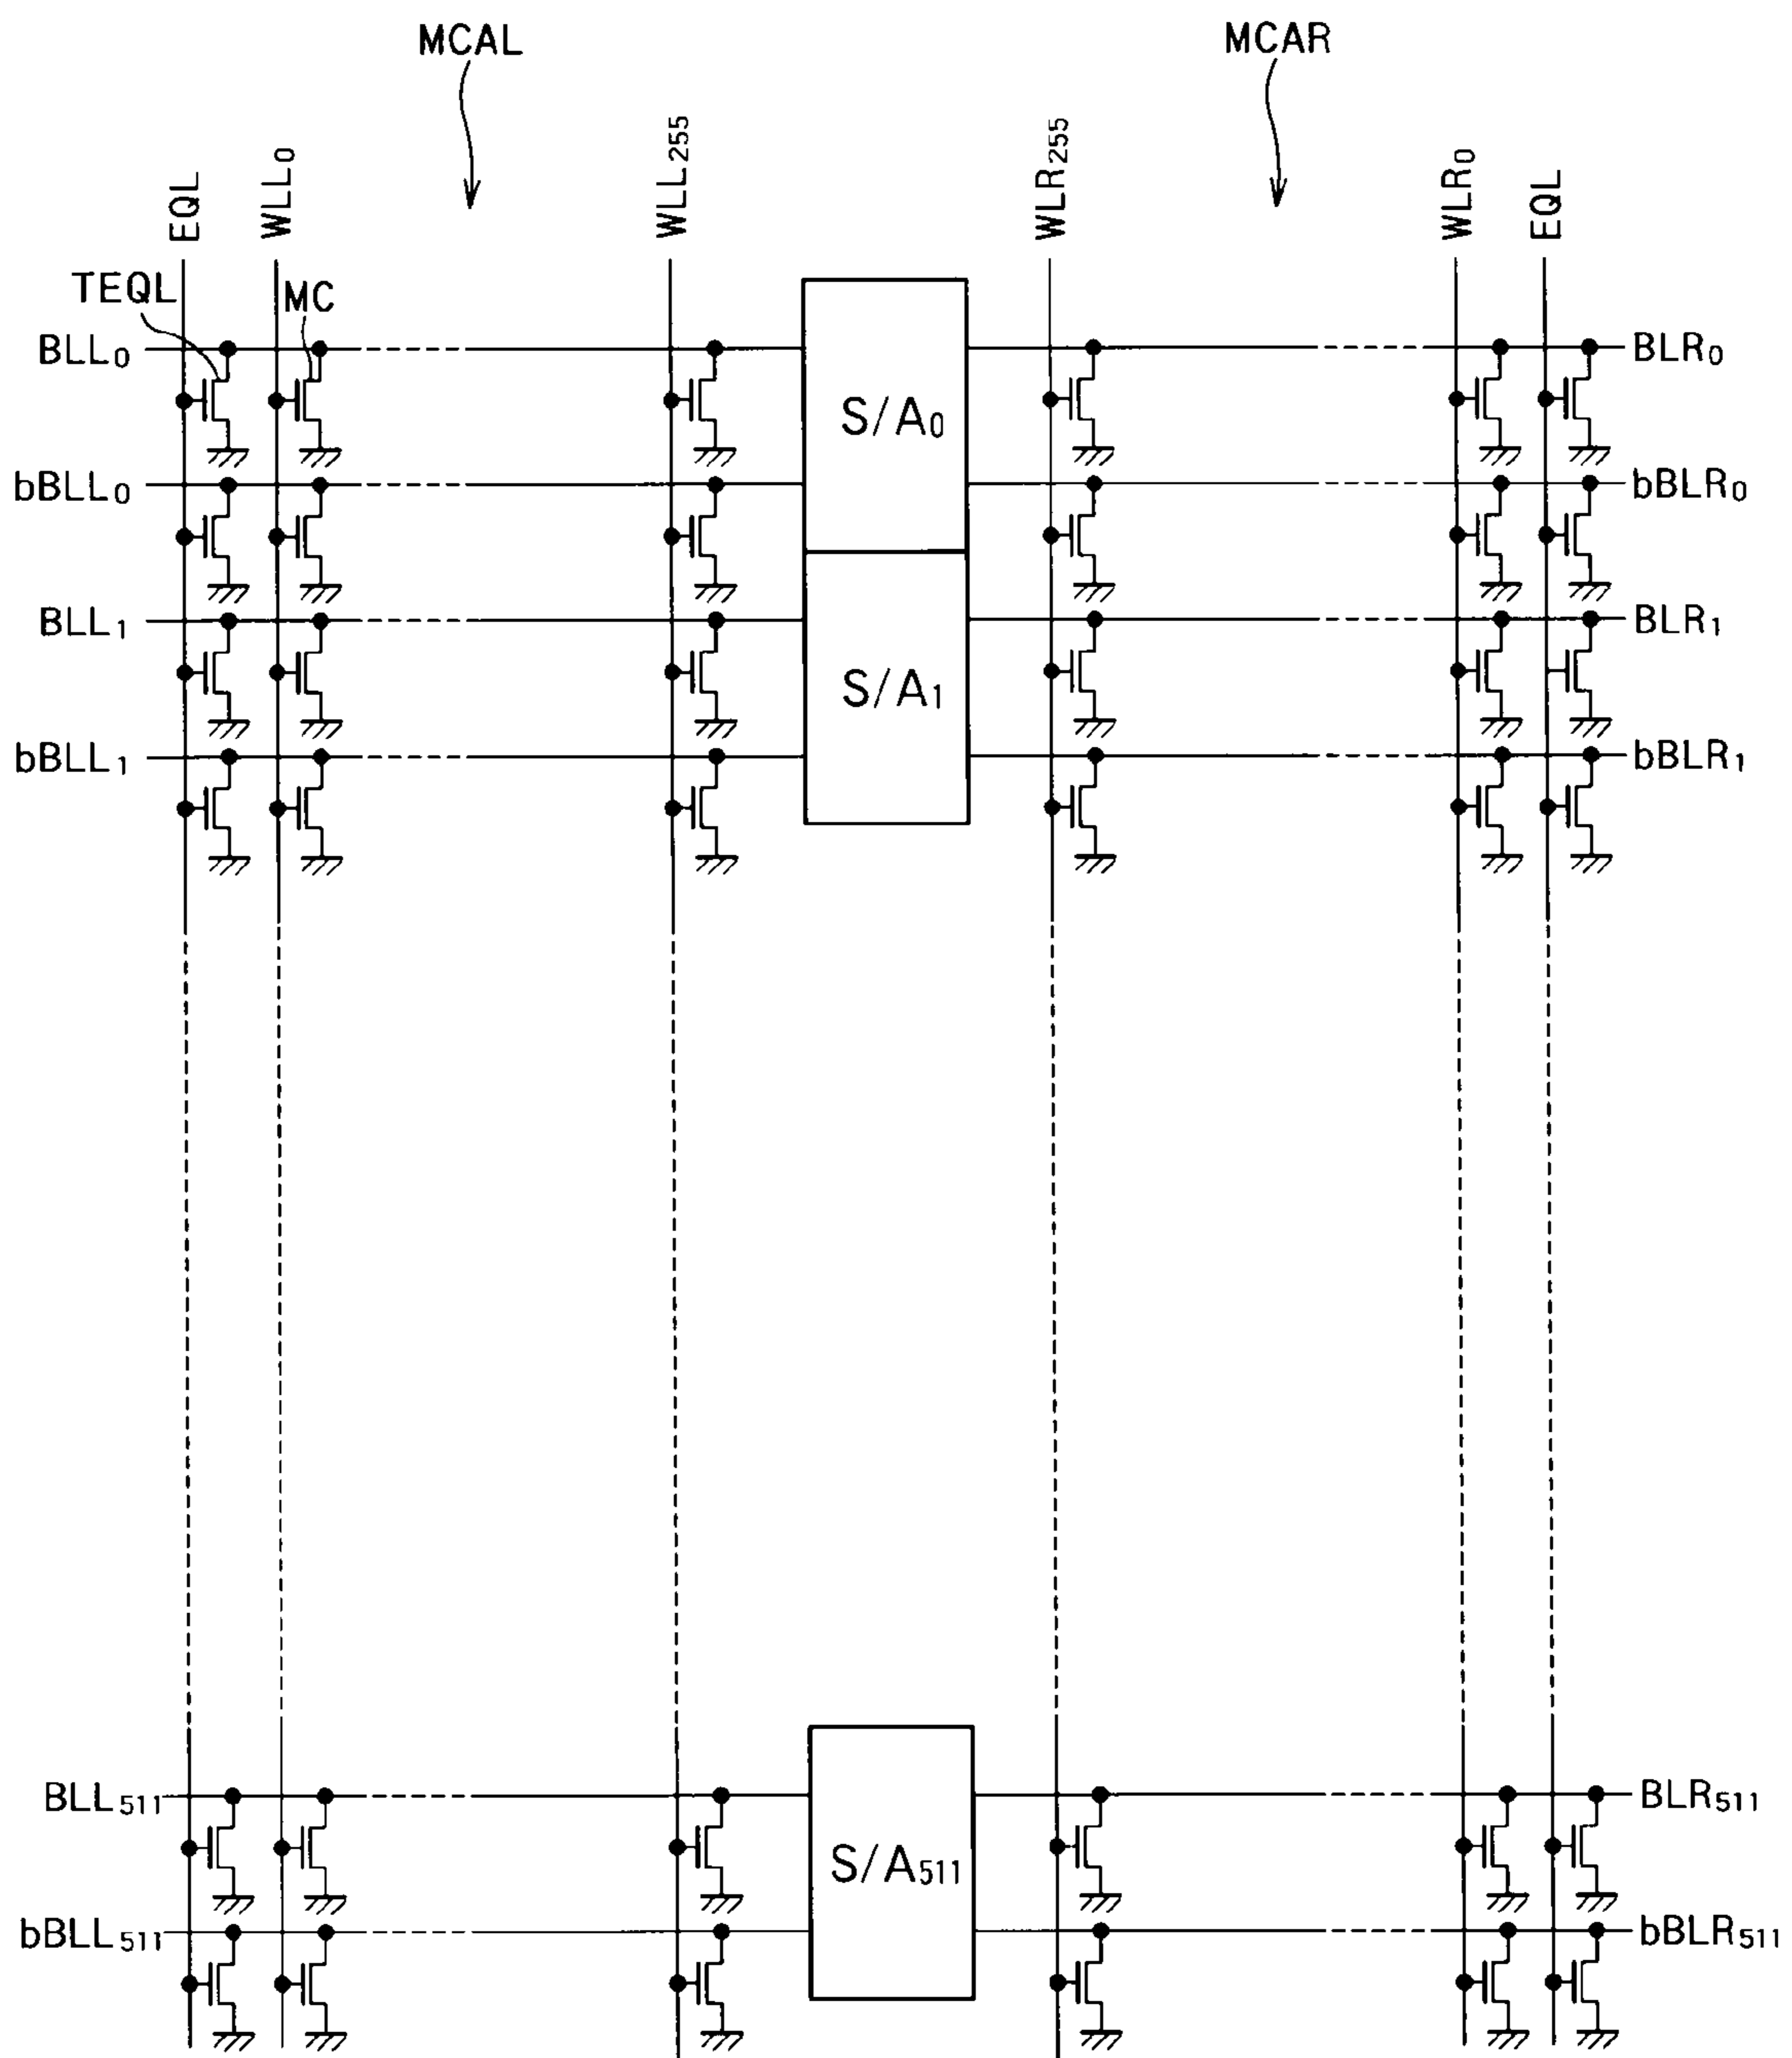 MCAL
MCAR
EQL
WLL0
WLL255
WLR255
WLR0
EQL
TEQL
MC
BLL0
S/A0
BLR0
bBLL0
bBLR0
BLL1
S/A1
BLR1
bBLL1
bBLR1
BLL511
S/A511
BLR511
bBLL511
bBLR511